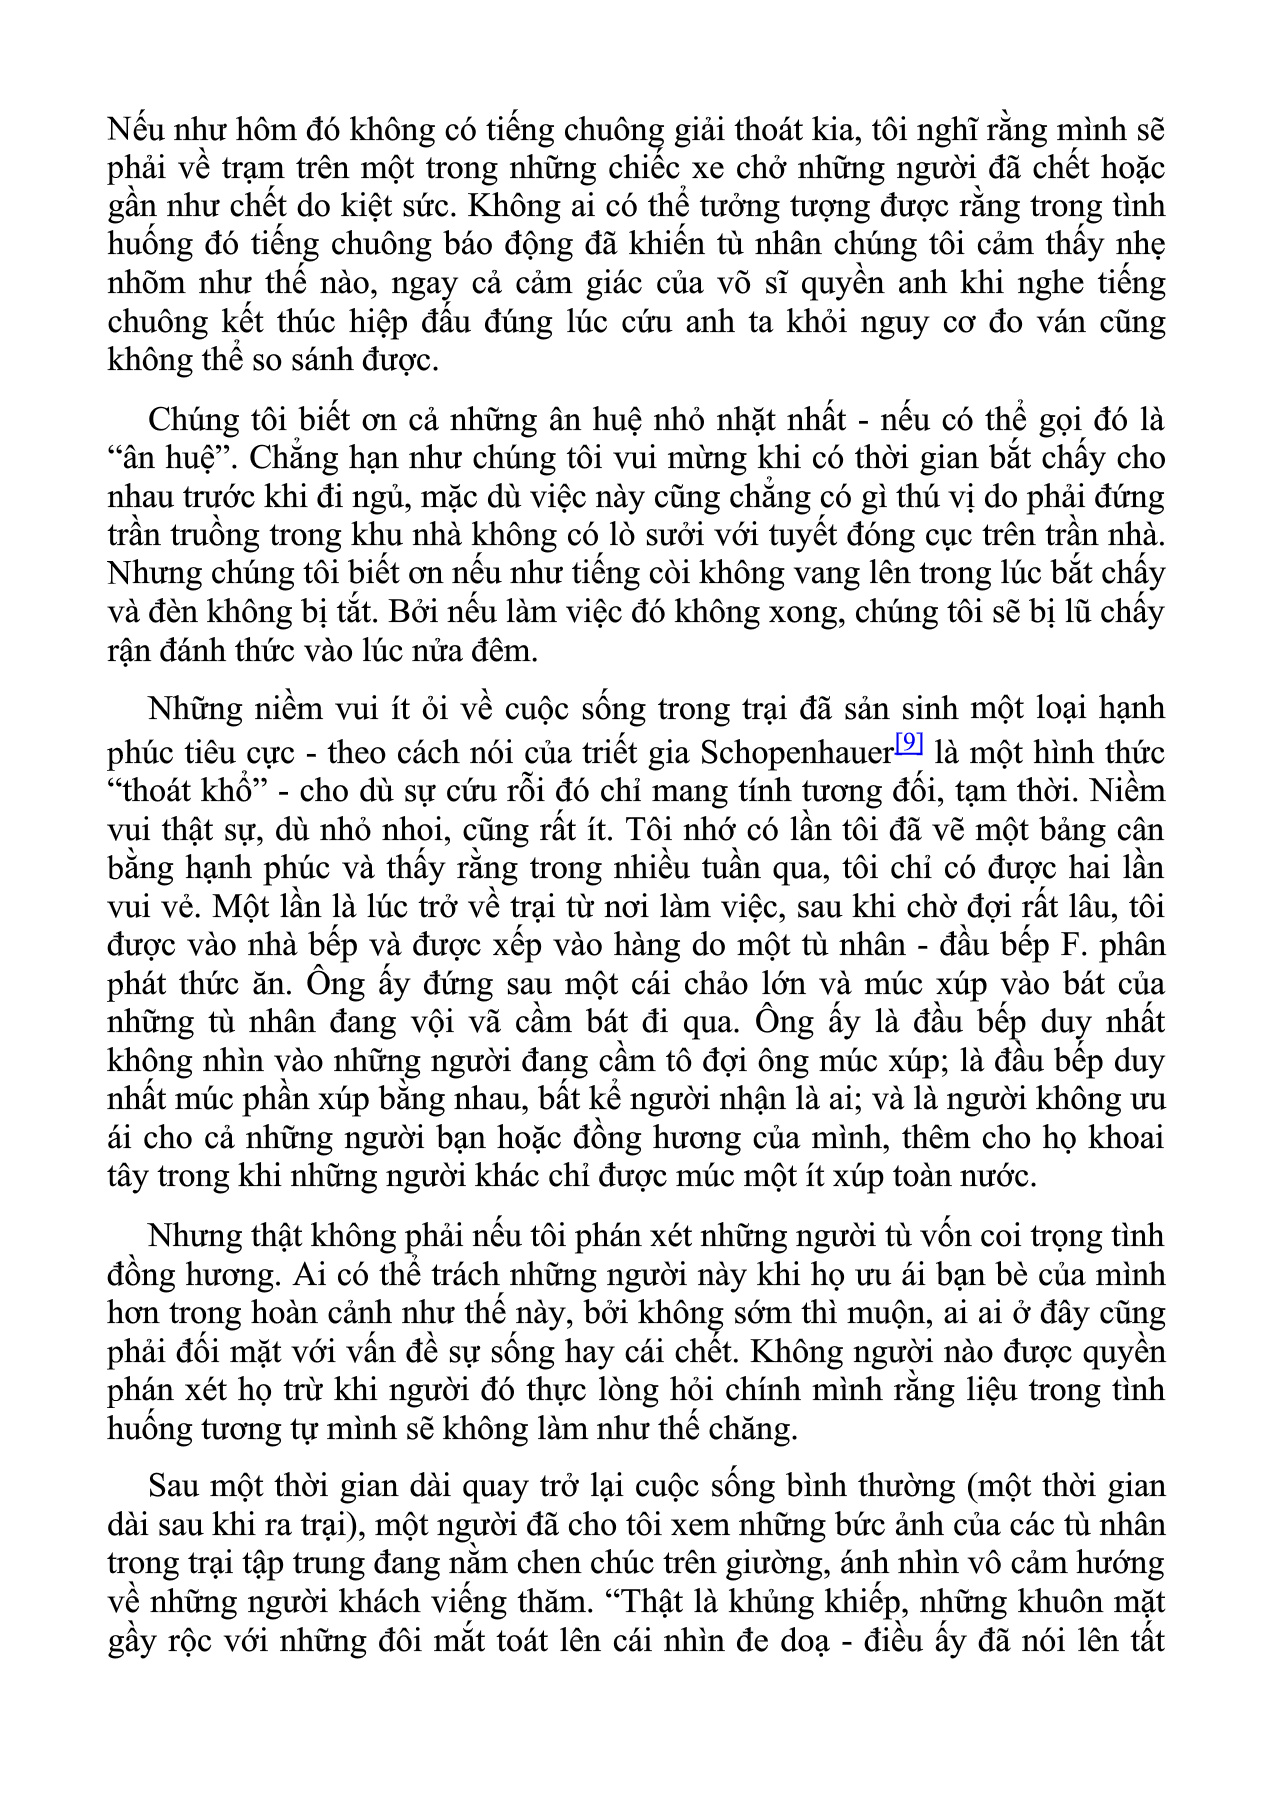 Nếu như hôm đó không có tiếng chuông giải thoát kia, tôi nghĩ rằng mình sẽ
phải về trạm trên một trong những chiếc xe chở những người đã chết hoặc
gần như chết do kiệt sức. Không ai có thể tưởng tượng được rằng trong tình
huống đó tiếng chuông báo động đã khiến tù nhân chúng tôi cảm thấy nhẹ
nhõm như thế nào, ngay cả cảm giác của võ sĩ quyền anh khi nghe tiếng
chuông kết thúc hiệp đấu đúng lúc cứu anh ta khỏi nguy cơ đo ván cũng
không thể so sánh được.
Chúng tôi biết ơn cả những ân huệ nhỏ nhặt nhất - nếu có thể gọi đó là
“ân huệ”. Chẳng hạn như chúng tôi vui mừng khi có thời gian bắt chấy cho
nhau trước khi đi ngủ, mặc dù việc này cũng chẳng có gì thú vị do phải đứng
trần truồng trong khu nhà không có lò sưởi với tuyết đóng cục trên trần nhà.
Nhưng chúng tôi biết ơn nếu như tiếng còi không vang lên trong lúc bắt chấy
và đèn không bị tắt. Bởi nếu làm việc đó không xong, chúng tôi sẽ bị lũ chấy
rận đánh thức vào lúc nửa đêm.
Những niềm vui ít ỏi về cuộc sống trong trại đã sản sinh một loại hạnh
phúc tiêu cực - theo cách nói của triết gia Schopenhauer[9] là một hình thức
“thoát khổ” - cho dù sự cứu rỗi đó chỉ mang tính tương đối, tạm thời. Niềm
vui thật sự, dù nhỏ nhoi, cũng rất ít. Tôi nhớ có lần tôi đã vẽ một bảng cân
bằng hạnh phúc và thấy rằng trong nhiều tuần qua, tôi chỉ có được hai lần
vui vẻ. Một lần là lúc trở về trại từ nơi làm việc, sau khi chờ đợi rất lâu, tôi
được vào nhà bếp và được xếp vào hàng do một tù nhân - đầu bếp F. phân
phát thức ăn. Ông ấy đứng sau một cái chảo lớn và múc xúp vào bát của
những tù nhân đang vội vã cầm bát đi qua. Ông ấy là đầu bếp duy nhất
không nhìn vào những người đang cầm tô đợi ông múc xúp; là đầu bếp duy
nhất múc phần xúp bằng nhau, bất kể người nhận là ai; và là người không ưu
ái cho cả những người bạn hoặc đồng hương của mình, thêm cho họ khoai
tây trong khi những người khác chỉ được múc một ít xúp toàn nước.
Nhưng thật không phải nếu tôi phán xét những người tù vốn coi trọng tình
đồng hương. Ai có thể trách những người này khi họ ưu ái bạn bè của mình
hơn trong hoàn cảnh như thế này, bởi không sớm thì muộn, ai ai ở đây cũng
phải đối mặt với vấn đề sự sống hay cái chết. Không người nào được quyền
phán xét họ trừ khi người đó thực lòng hỏi chính mình rằng liệu trong tình
huống tương tự mình sẽ không làm như thế chăng.
Sau một thời gian dài quay trở lại cuộc sống bình thường (một thời gian
dài sau khi ra trại), một người đã cho tôi xem những bức ảnh của các tù nhân
trong trại tập trung đang nằm chen chúc trên giường, ánh nhìn vô cảm hướng
về những người khách viếng thăm. “Thật là khủng khiếp, những khuôn mặt
gầy rộc với những đôi mắt toát lên cái nhìn đe doạ - điều ấy đã nói lên tất